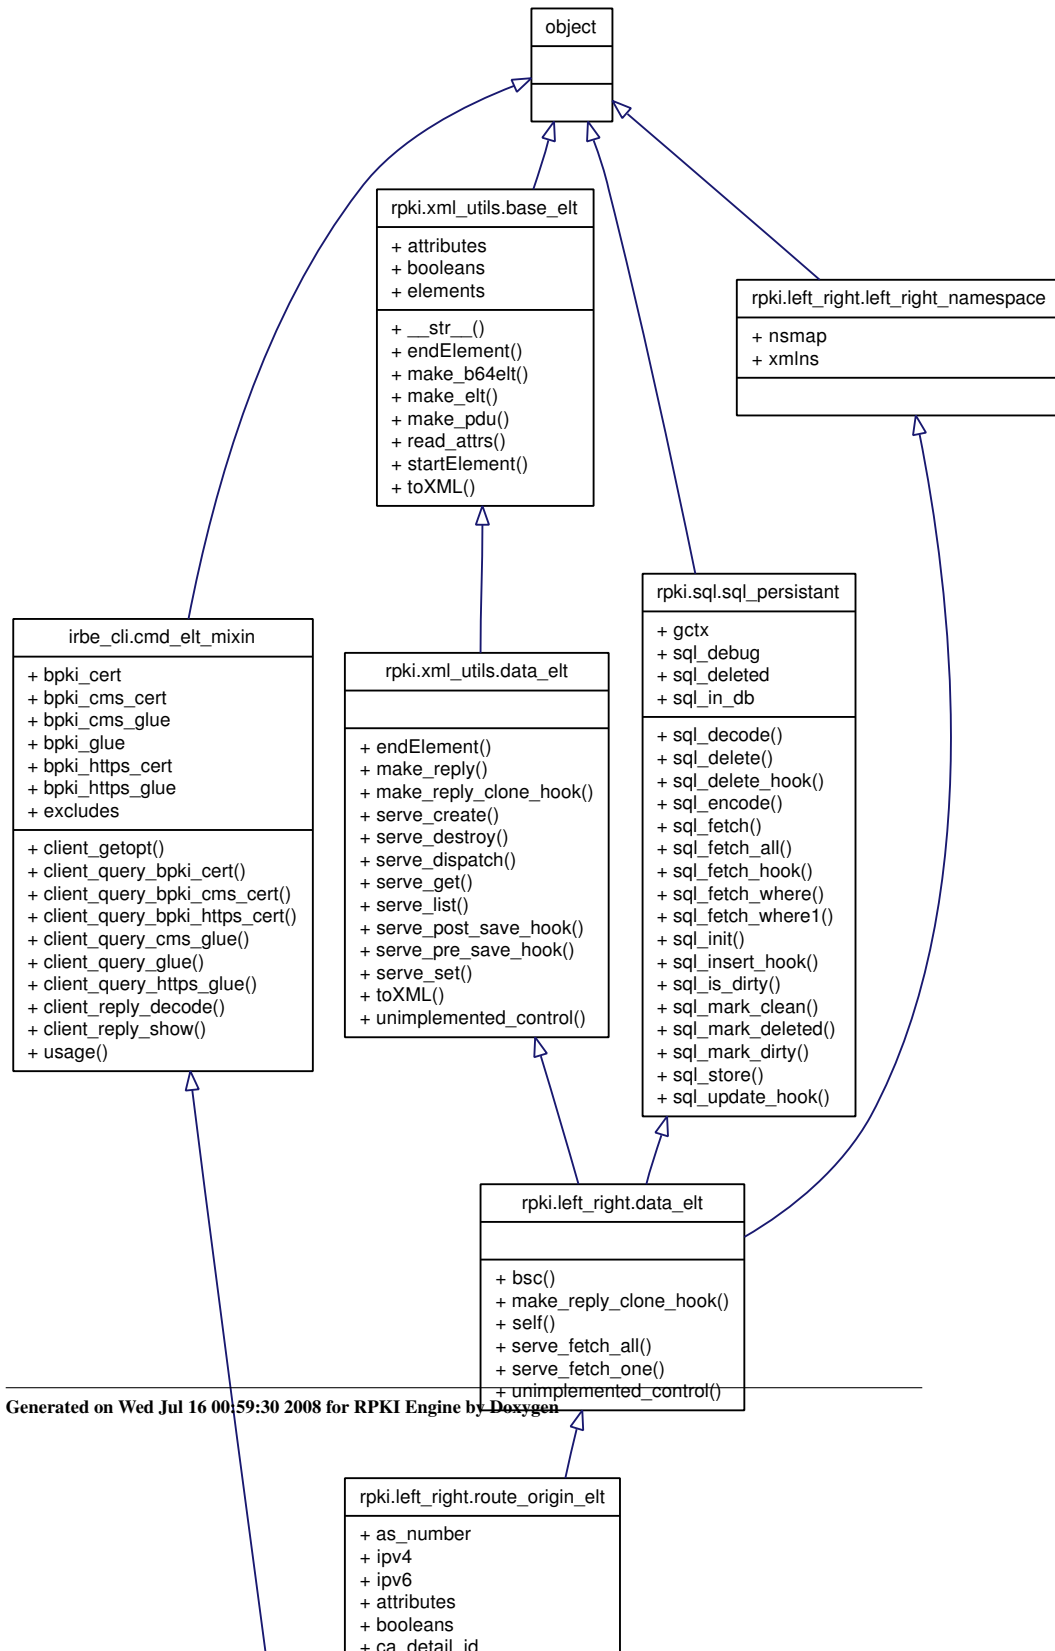 object
rpki.xml_utils.base_elt
+ attributes
+ booleans
+ elements
+ __str__()
+ endElement()
+ make_b64elt()
+ make_elt()
+ make_pdu()
+ read_attrs()
+ startElement()
+ toXML()
rpki.left_right.left_right_namespace
+ nsmap
+ xmlns
rpki.sql.sql_persistant
+ gctx
+ sql_debug
+ sql_deleted
+ sql_in_db
+ sql_decode()
+ sql_delete()
+ sql_delete_hook()
+ sql_encode()
+ sql_fetch()
+ sql_fetch_all()
+ sql_fetch_hook()
+ sql_fetch_where()
+ sql_fetch_where1()
+ sql_init()
+ sql_insert_hook()
+ sql_is_dirty()
+ sql_mark_clean()
+ sql_mark_deleted()
+ sql_mark_dirty()
+ sql_store()
+ sql_update_hook()
irbe_cli.cmd_elt_mixin
+ bpki_cert
+ bpki_cms_cert
+ bpki_cms_glue
+ bpki_glue
+ bpki_https_cert
+ bpki_https_glue
+ excludes
+ client_getopt()
+ client_query_bpki_cert()
+ client_query_bpki_cms_cert()
+ client_query_bpki_https_cert()
+ client_query_cms_glue()
+ client_query_glue()
+ client_query_https_glue()
+ client_reply_decode()
+ client_reply_show()
+ usage()
rpki.xml_utils.data_elt
+ endElement()
+ make_reply()
+ make_reply_clone_hook()
+ serve_create()
+ serve_destroy()
+ serve_dispatch()
+ serve_get()
+ serve_list()
+ serve_post_save_hook()
+ serve_pre_save_hook()
+ serve_set()
+ toXML()
+ unimplemented_control()
rpki.left_right.data_elt
+ bsc()
+ make_reply_clone_hook()
+ self()
+ serve_fetch_all()
+ serve_fetch_one()
+ unimplemented_control()
Generated on Wed Jul 16 00:59:30 2008 for RPKI Engine by Doxygen
rpki.left_right.route_origin_elt
+ as_number
+ ipv4
+ ipv6
+ attributes
+ booleans
+ ca_detail_id